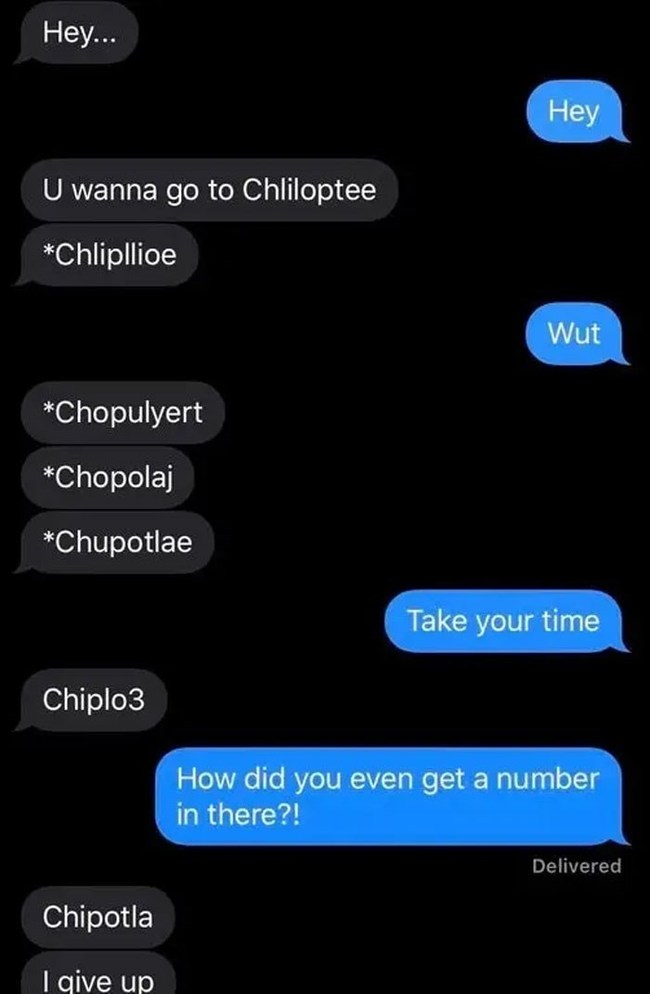 Hey...
Hey
U wanna go to Chliloptee
*Chlipllioe
Wut
*Chopulyert
*Chopolaj
*Chupotlae
Take your time
Chiplo3
How did you even get a number
in there?!
Delivered
Chipotla
I give up